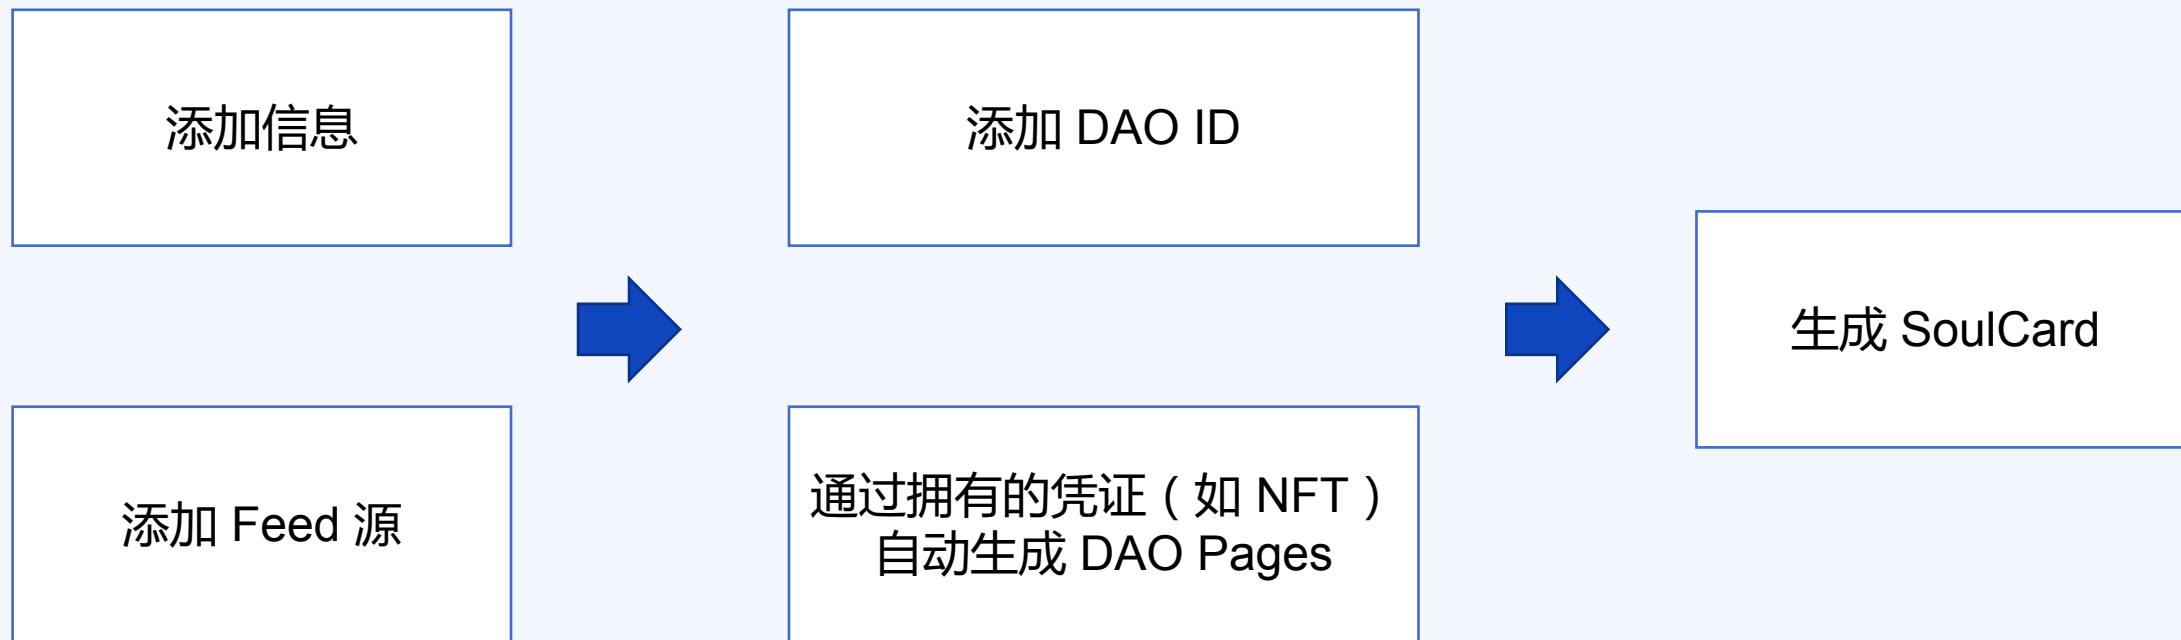 添加信息
添加 DAO ID
生成 SoulCard
添加 Feed 源
通过拥有的凭证（如 NFT）
自动生成 DAO Pages